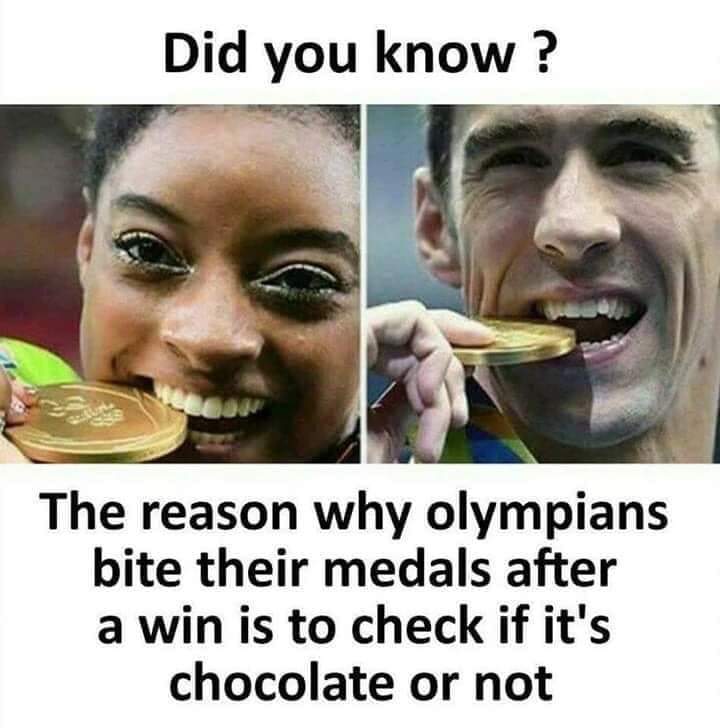 Did you know ?
The reason why olympians
bite their medals after
a win is to check if it's
chocolate or not